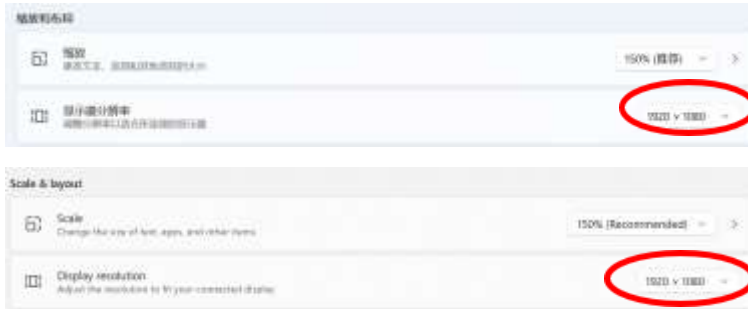 缩放和布局
缩放
150% (推荐)
显示器分辨率
1920 × 1080
Scale & layout
Scale
150% (Recommended)
Change the size of text, apps, and other items
Display resolution
1920 × 1080
Adjust the resolution to fit your connected display